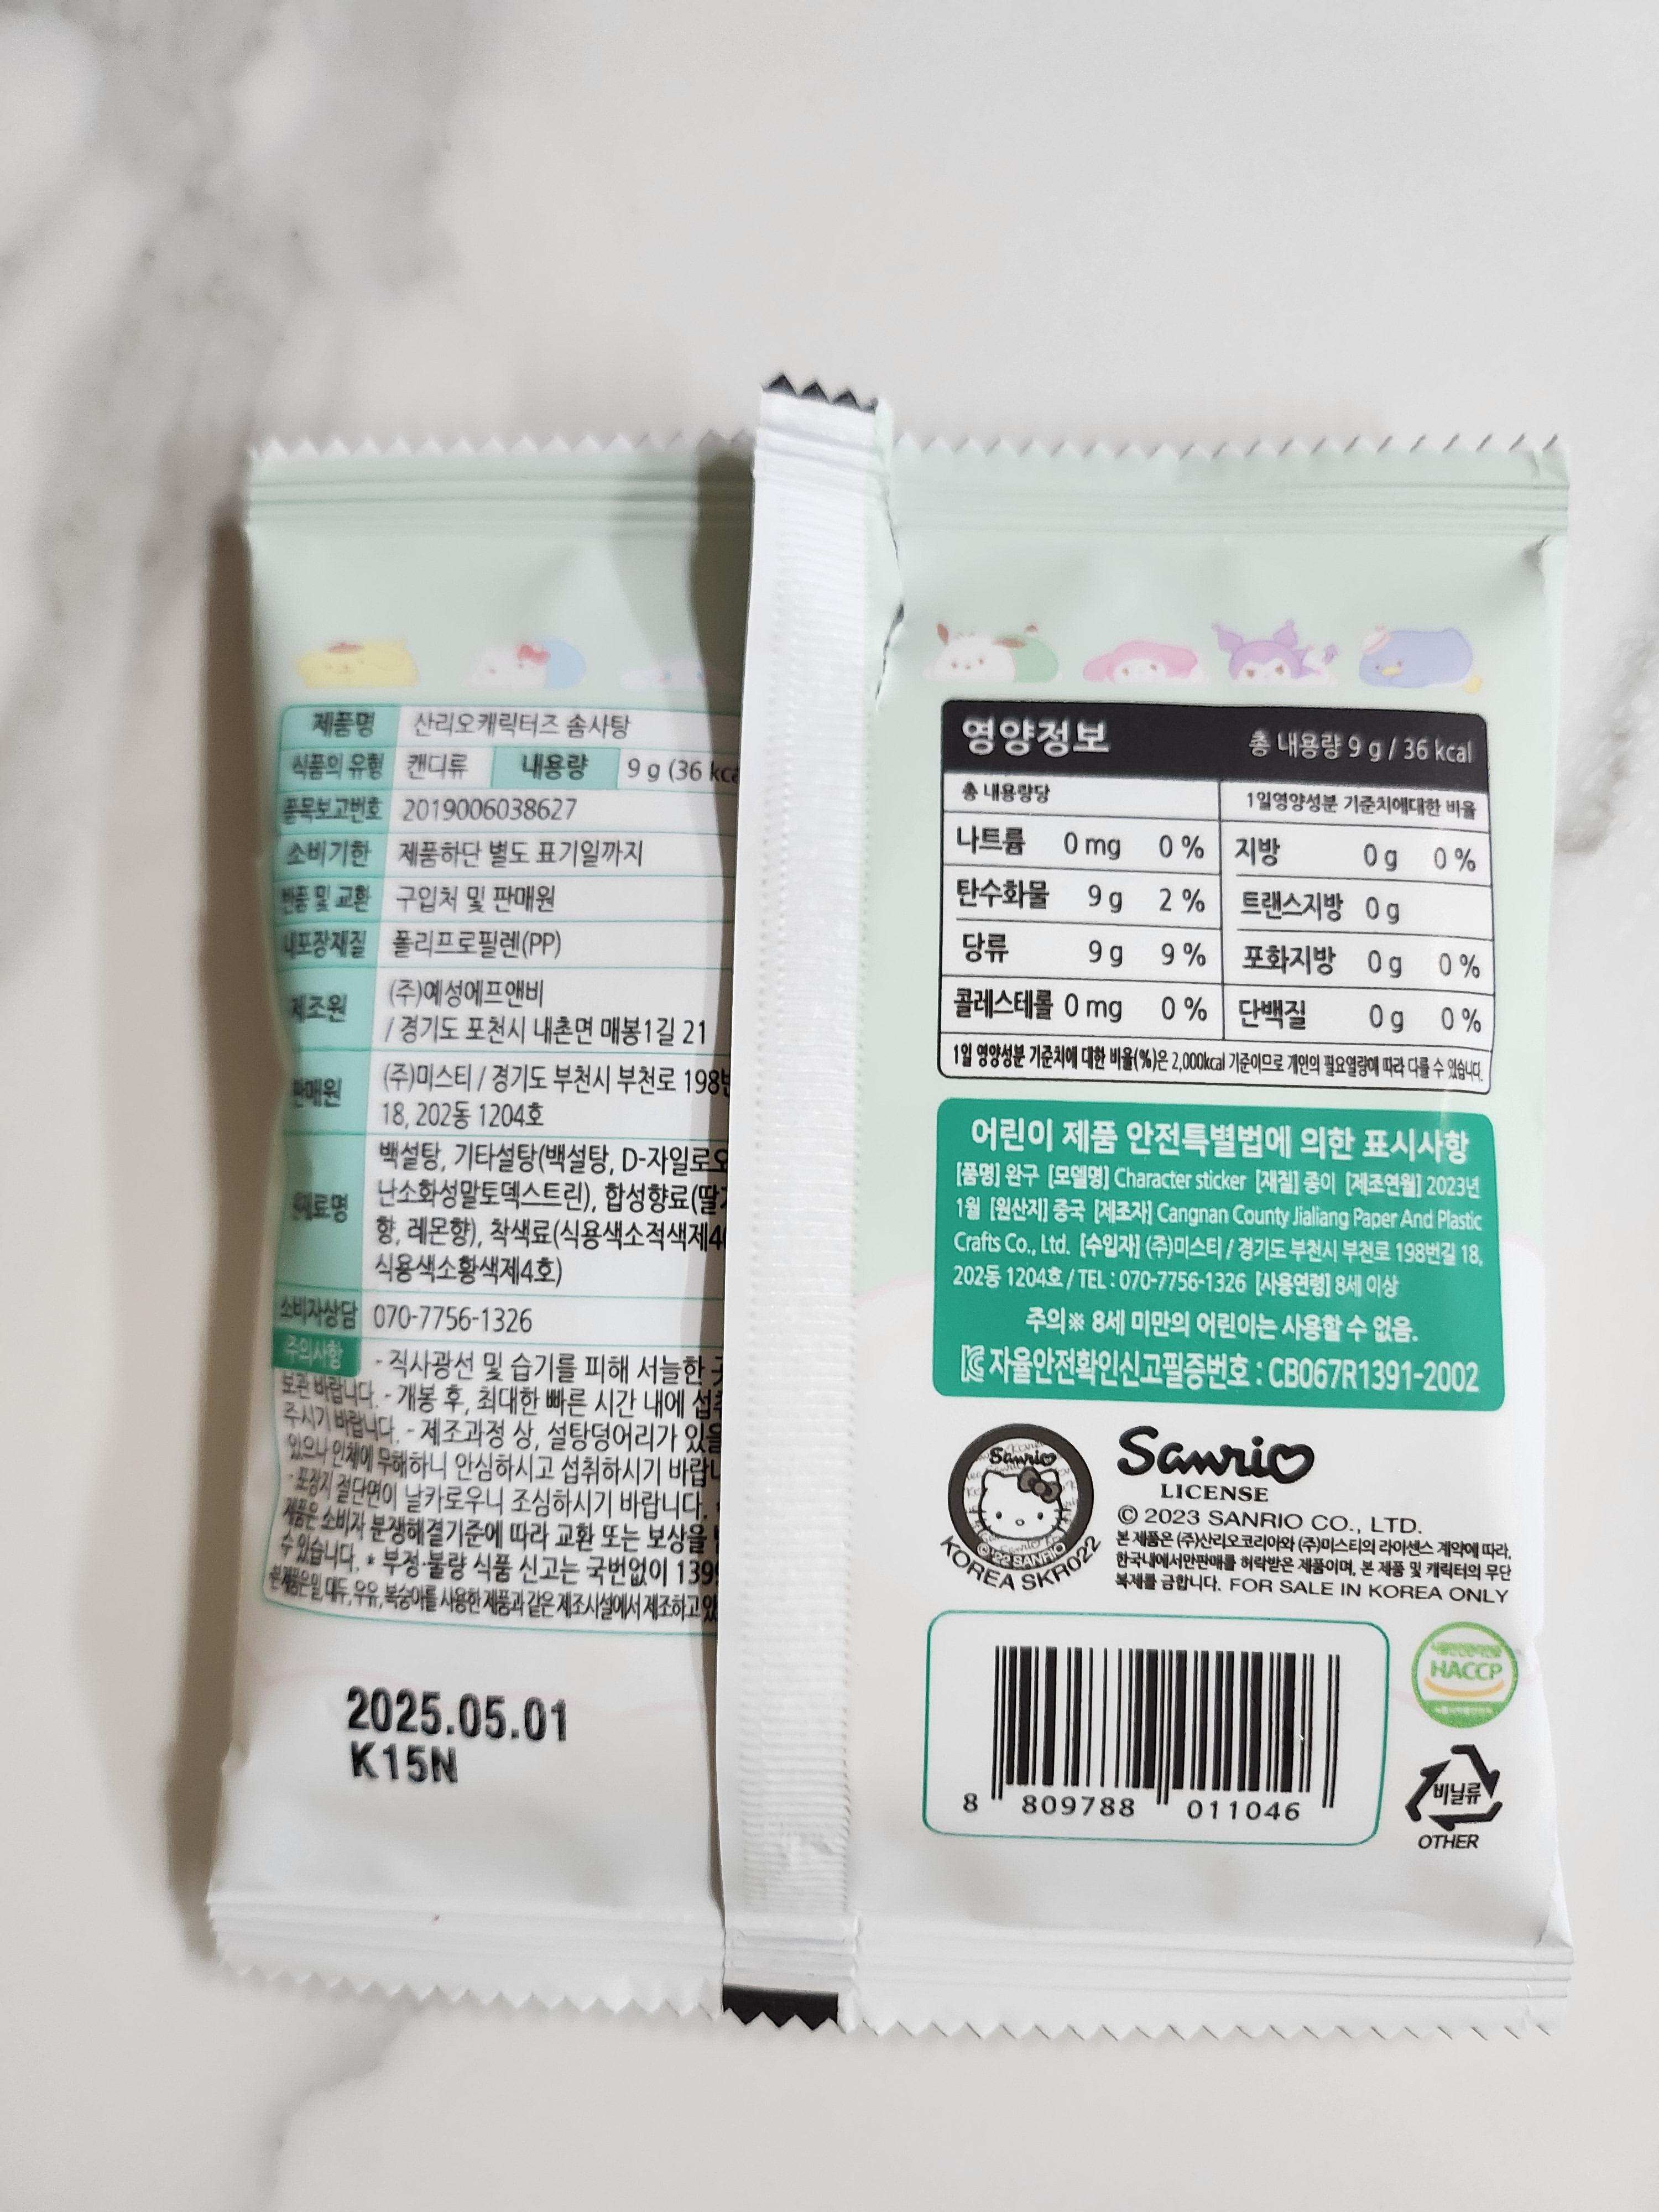 제품명 산리오캐릭터즈 솜사탕
식품의 유형 캔디류 내용량 9 g (36 kca
품목보고번호 2019006038627
소비기한 제품하단 별도 표기일까지
반품 및 교환 구입처 및 판매원
내포장재질 폴리프로필렌(PP)
제조원 (주)예성에프앤비
/ 경기도 포천시 내촌면 매봉1길 21
판매원 (주)미스티 / 경기도 부천시 부천로 198번
18, 202동 1204호
백설탕, 기타설탕(백설탕, D-자일로오
원재료명 난소화성말토덱스트린), 합성향료(딸기
향, 레몬향), 착색료(식용색소적색제40
식용색소황색제4호)
소비자상담 070-7756-1326
주의사항 - 직사광선 및 습기를 피해 서늘한 곳
보관 바랍니다. - 개봉 후, 최대한 빠른 시간 내에 섭취
주시기 바랍니다. - 제조과정 상, 설탕덩어리가 있을
있으나 인체에 무해하니 안심하시고 섭취하시기 바랍니
- 포장지 절단면이 날카로우니 조심하시기 바랍니다.
제품은 소비자 분쟁해결기준에 따라 교환 또는 보상을
수 있습니다. * 부정·불량 식품 신고는 국번없이 1399
본 제품은 밀, 대두, 우유, 복숭아를 사용한 제품과 같은 제조시설에서 제조하고 있
2025.05.01
K15N
영양정보 총 내용량 9 g / 36 kcal
총 내용량당 1일영양성분 기준치에대한 비율
나트륨 0 mg 0 % 지방 0 g 0 %
탄수화물 9 g 2 % 트랜스지방 0 g
당류 9 g 9 % 포화지방 0 g 0 %
콜레스테롤 0 mg 0 % 단백질 0 g 0 %
1일 영양성분 기준치에 대한 비율(%)은 2,000kcal 기준이므로 개인의 필요열량에 따라 다를 수 있습니다.
어린이 제품 안전특별법에 의한 표시사항
[품명] 완구 [모델명] Character sticker [재질] 종이 [제조연월] 2023년
1월 [원산지] 중국 [제조자] Cangnan County Jialiang Paper And Plastic
Crafts Co., Ltd. [수입자] (주)미스티 / 경기도 부천시 부천로 198번길 18,
202동 1204호 / TEL : 070-7756-1326 [사용연령] 8세 이상
주의※ 8세 미만의 어린이는 사용할 수 없음.
자율안전확인신고필증번호 : CB067R1391-2002
Sanrio
©'22 SANRIO
KOREA SKR022
Sanrio
LICENSE
© 2023 SANRIO CO., LTD.
본 제품은 (주)산리오코리아와 (주)미스티의 라이센스 계약에 따라,
한국내에서만판매를 허락받은 제품이며, 본 제품 및 캐릭터의 무단
복제를 금합니다. FOR SALE IN KOREA ONLY
8 809788 011046
HACCP
비닐류
OTHER